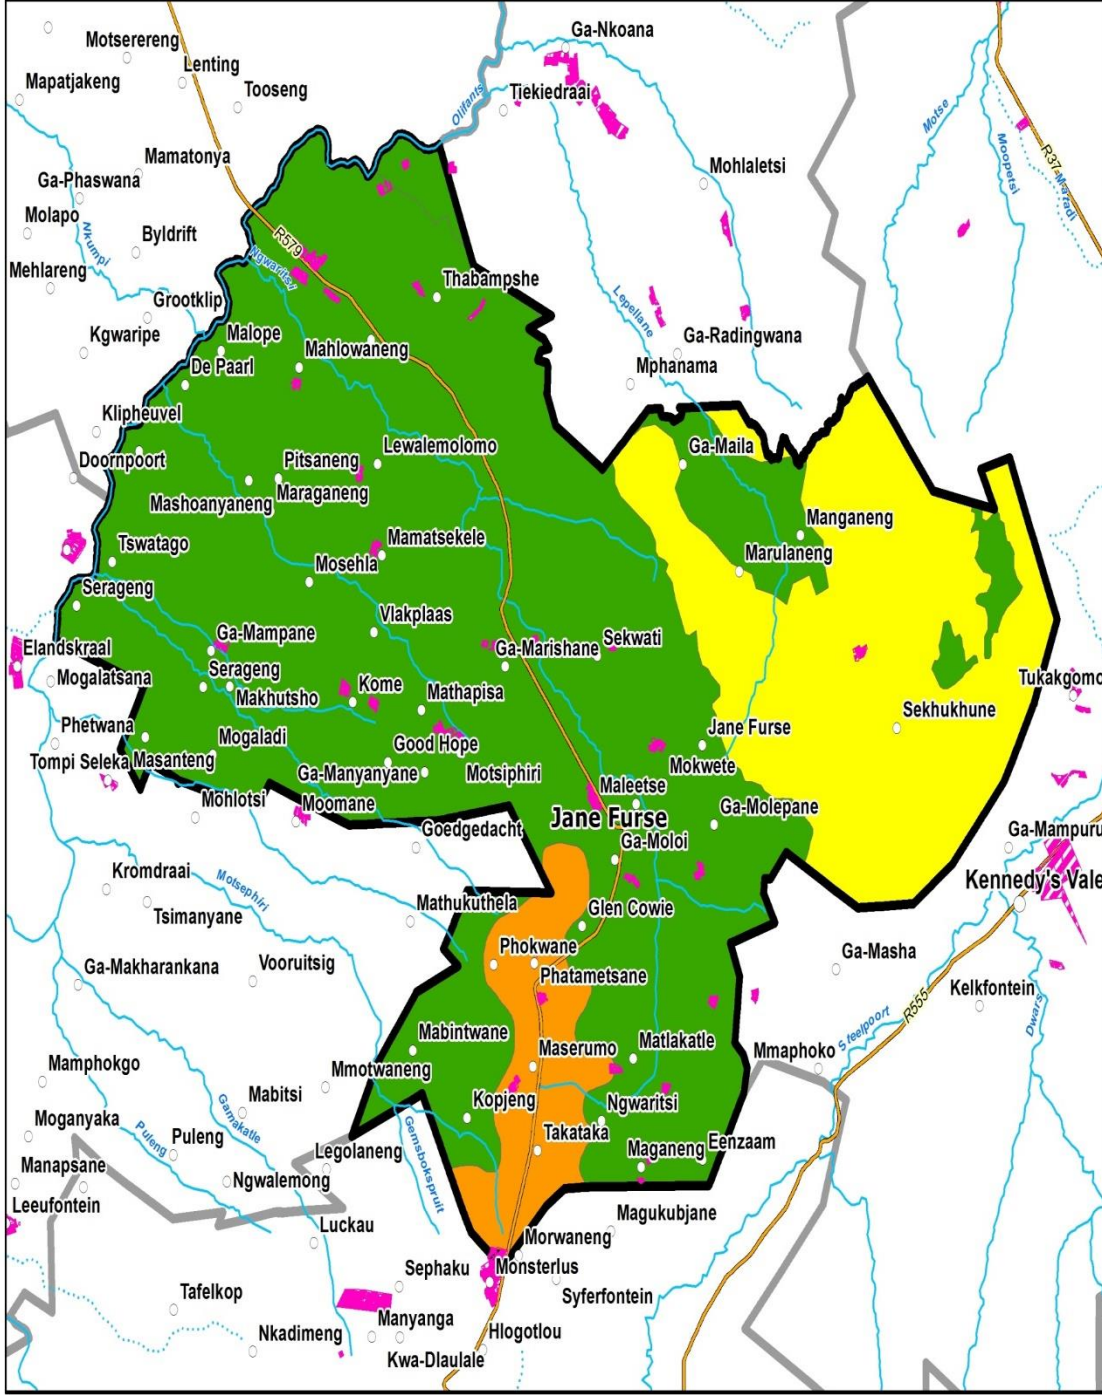 Ga-Nkoana
Motserereng
Lenting
Mapatjakeng
Tooseng
Tiekiedraai
Olifants
Motse
Moopetsi
R37
Maradi
Mamatonya
Ga-Phaswana
Mohlaletsi
Molapo
Nkumpi
Byldrift
R579
Ngwaritsi
Mehlareng
Thabampshe
Lepellane
Grootklip
Kgwaripe
Malope
Mahlowaneng
Ga-Radingwana
De Paarl
Mphanama
Klipheuvel
Lewalemolomo
Ga-Maila
Doornpoort
Pitsaneng
Mashoanyaneng
Maraganeng
Manganeng
Tswatago
Mamatsekele
Mosehla
Marulaneng
Serageng
Vlakplaas
Ga-Mampane
Ga-Marishane
Sekwati
Elandskraal
Mogalatsana
Serageng
Makhutsho
Kome
Mathapisa
Tukakgomo
Sekhukhune
Phetwana
Mogaladi
Good Hope
Jane Furse
Tompi Seleka
Masanteng
Ga-Manyanyane
Motsiphiri
Mokwete
Mohlotsi
Moomane
Maleetse
Jane Furse
Ga-Molepane
Goedgedacht
Ga-Moloi
Ga-Mampuru
Kromdraai
Motsephiri
Kennedy's Vale
Tsimanyane
Mathukuthela
Glen Cowie
Ga-Makharankana
Vooruitsig
Phokwane
Phatametsane
Ga-Masha
Kelkfontein
R555
Steelpoort
Dwars
Mabintwane
Maserumo
Matlakatle
Mmaphoko
Mamphokgo
Mmotwaneng
Mabitsi
Kopjeng
Ngwaritsi
Moganyaka
Gamakatle
Puleng
Puleng
Gemsbokspruit
Takataka
Legolaneng
Maganeng
Eenzaam
Manapsane
Ngwalemong
Leeufontein
Luckau
Magukubjane
Morwaneng
Sephaku
Monsterlus
Syferfontein
Tafelkop
Nkadimeng
Manyanga
Hlogotlou
Kwa-Dlaulale